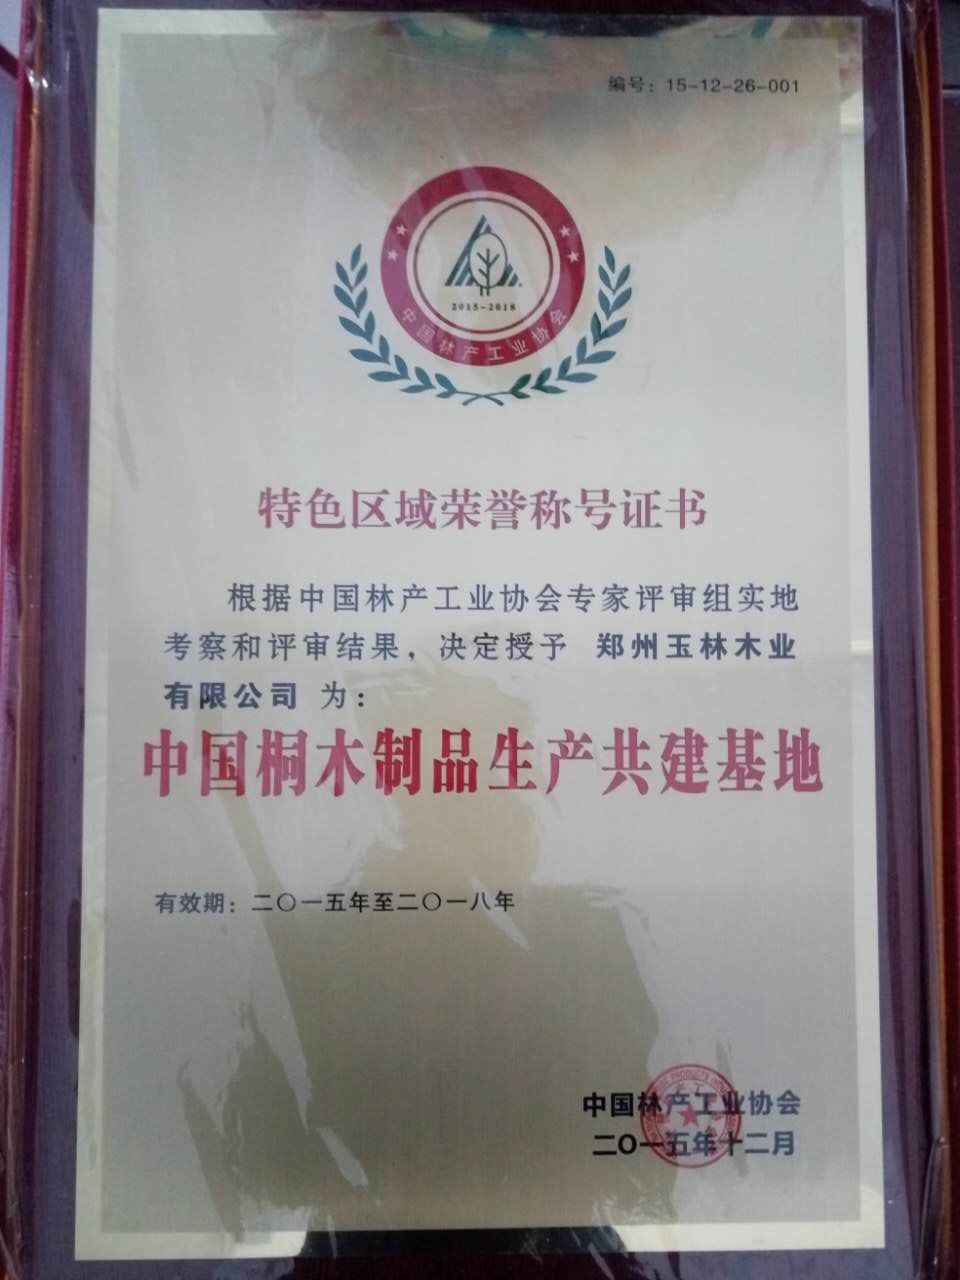 编号：15-12-26-001
2015-2018
中国林产工业协会
特色区域荣誉称号证书
根据中国林产工业协会专家评审组实地
考察和评审结果，决定授予 郑州玉林木业
有限公司 为：
中国桐木制品生产共建基地
有效期：二〇一五年至二〇一八年
中国林产工业协会
二〇一五年十二月